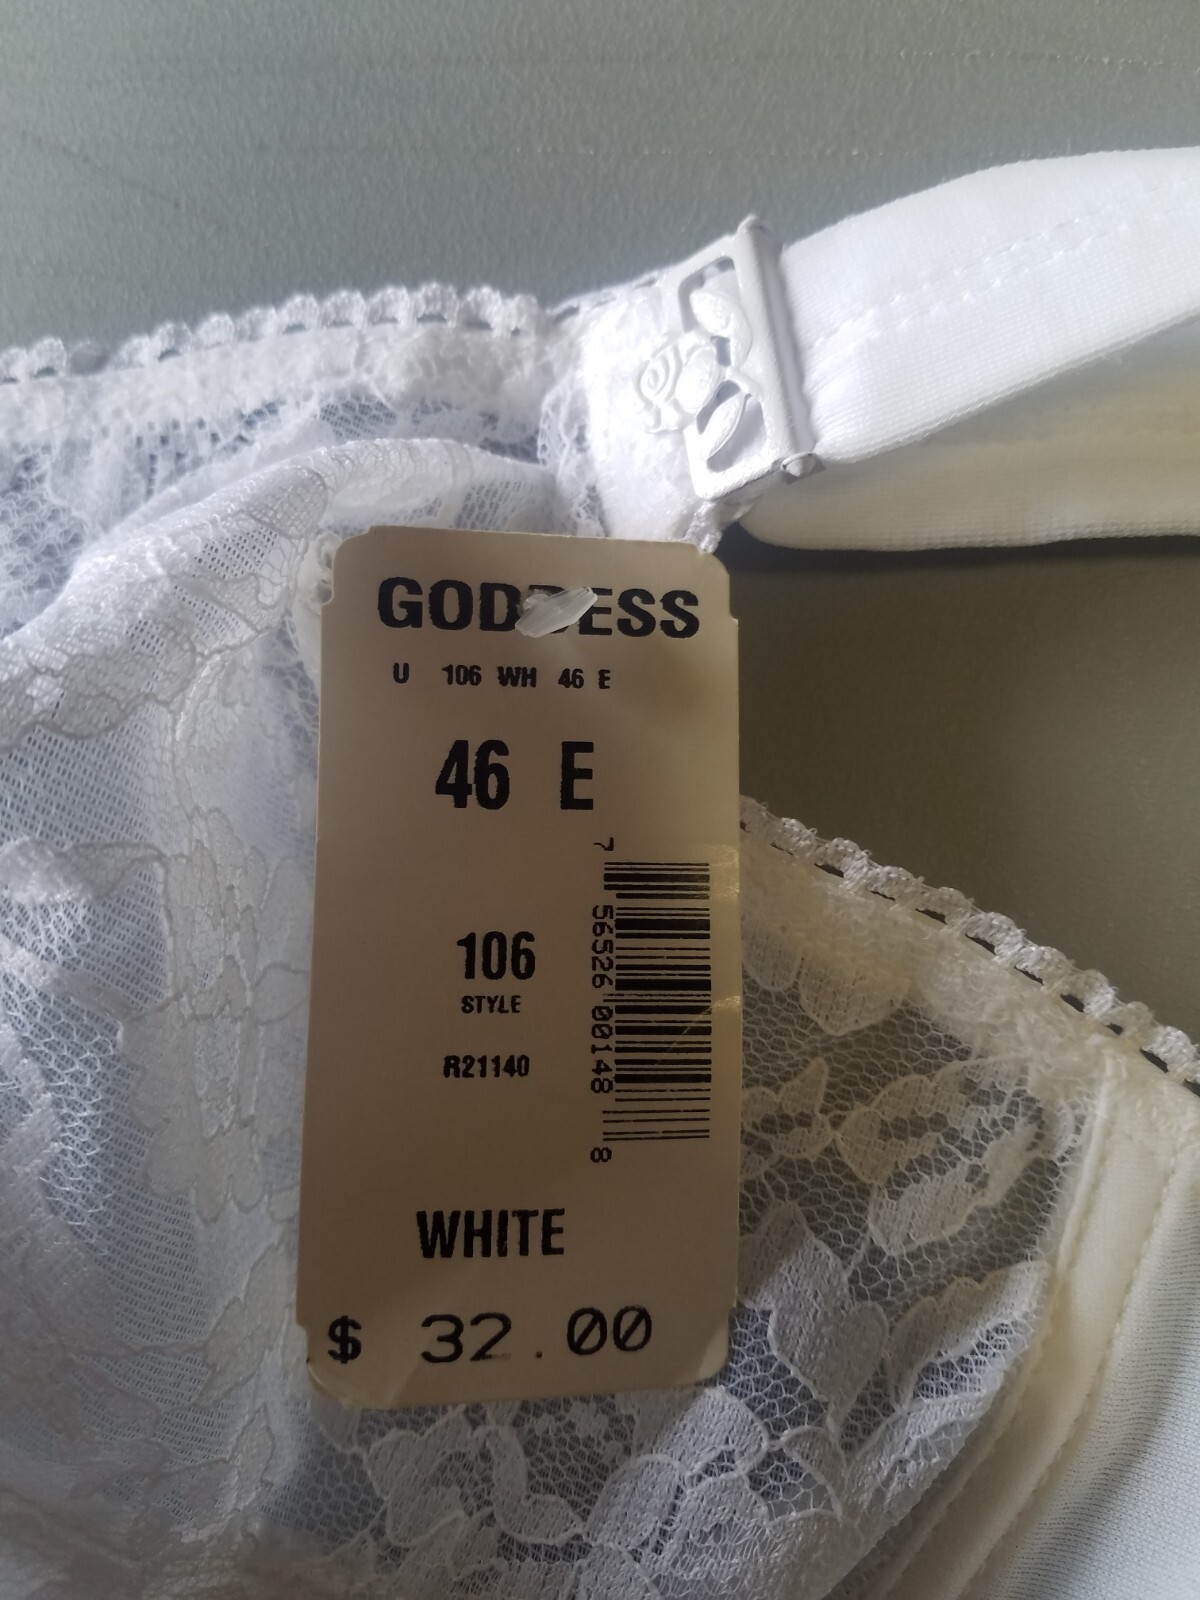 GODDESS
U 106 WH 46 E
46 E
106
STYLE
R21140
7 56526 00148 8
WHITE
$ 32.00